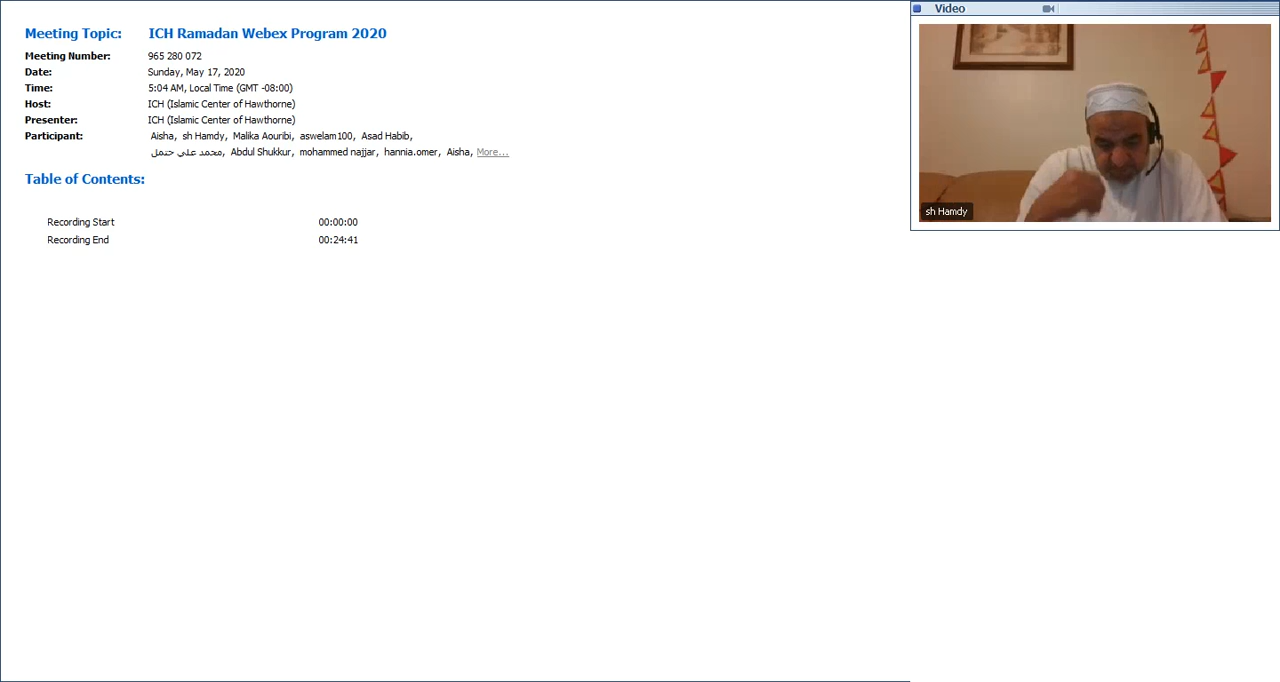 Meeting Topic: ICH Ramadan Webex Program 2020
Meeting Number: 965 280 072
Date: Sunday, May 17, 2020
Time: 5:04 AM, Local Time (GMT -08:00)
Host: ICH (Islamic Center of Hawthorne)
Presenter: ICH (Islamic Center of Hawthorne)
Participant: Aisha, sh Hamdy, Malika Aouribi, aswelam100, Asad Habib,
محمد علي حتمل, Abdul Shukkur, mohammed najjar, hannia.omer, Aisha, More...
Table of Contents:
Recording Start 00:00:00
Recording End 00:24:41
Video
sh Hamdy